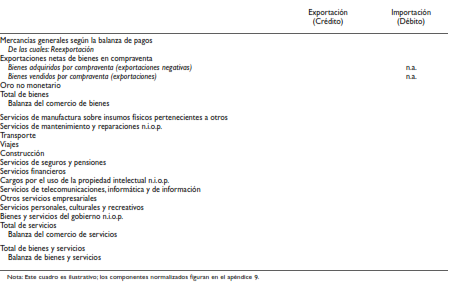 Exportación Importación
(Crédito) (Débito)
Mercancías generales según la balanza de pagos
De las cuales: Reexportación
Exportaciones netas de bienes en compraventa
Bienes adquiridos por compraventa (exportaciones negativas) n.a.
Bienes vendidos por compraventa (exportaciones) n.a.
Oro no monetario
Total de bienes
Balanza del comercio de bienes
Servicios de manufactura sobre insumos físicos pertenecientes a otros
Servicios de mantenimiento y reparaciones n.i.o.p.
Transporte
Viajes
Construcción
Servicios de seguros y pensiones
Servicios financieros
Cargos por el uso de la propiedad intelectual n.i.o.p.
Servicios de telecomunicaciones, informática y de información
Otros servicios empresariales
Servicios personales, culturales y recreativos
Bienes y servicios del gobierno n.i.o.p.
Total de servicios
Balanza del comercio de servicios
Total de bienes y servicios
Balanza de bienes y servicios
Nota: Este cuadro es ilustrativo; los componentes normalizados figuran en el apéndice 9.